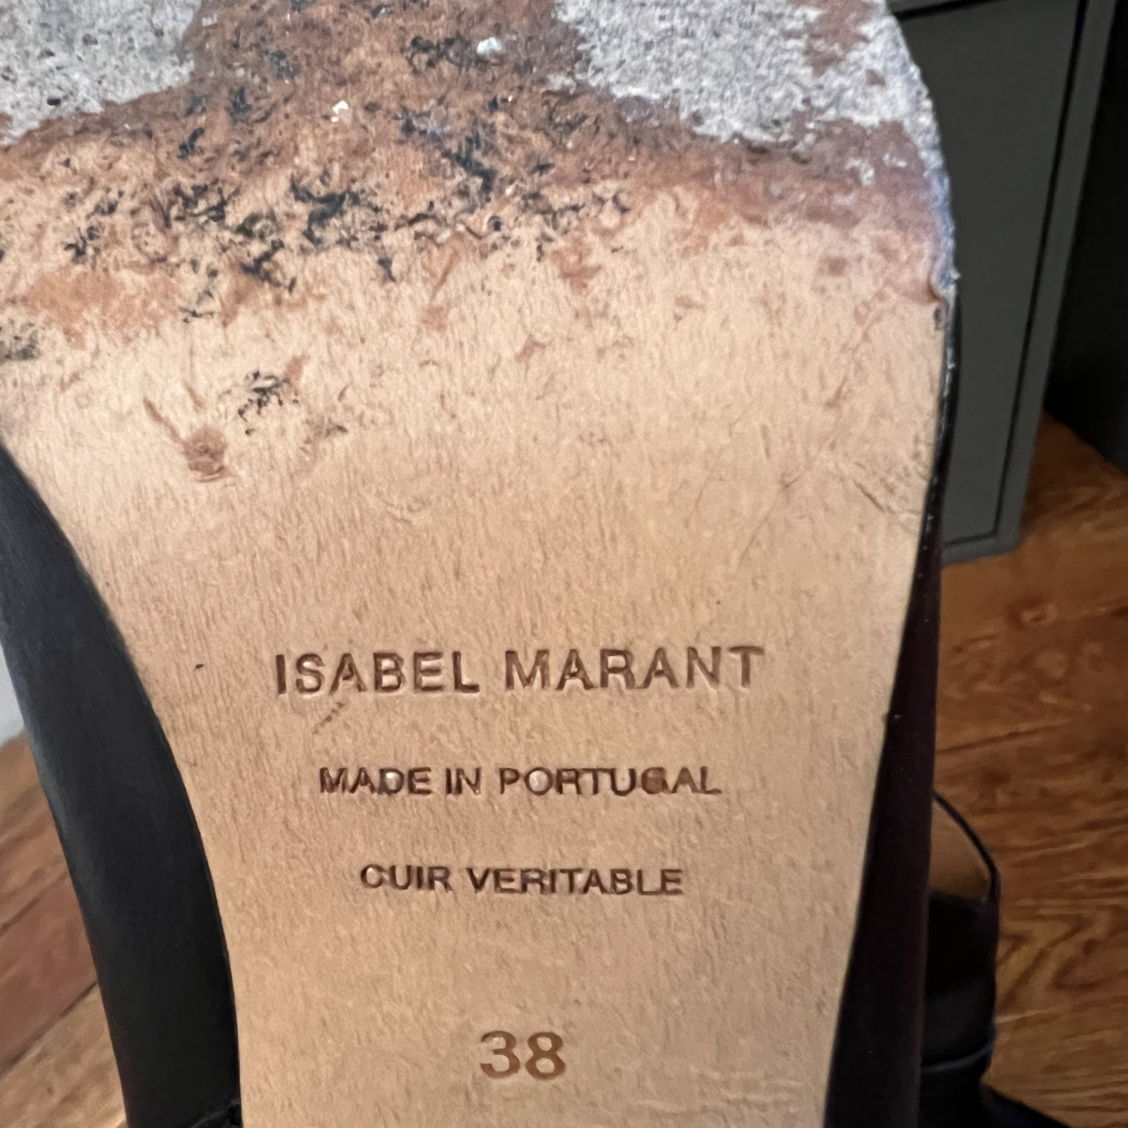 ISABEL MARANT
MADE IN PORTUGAL
CUIR VERITABLE
38